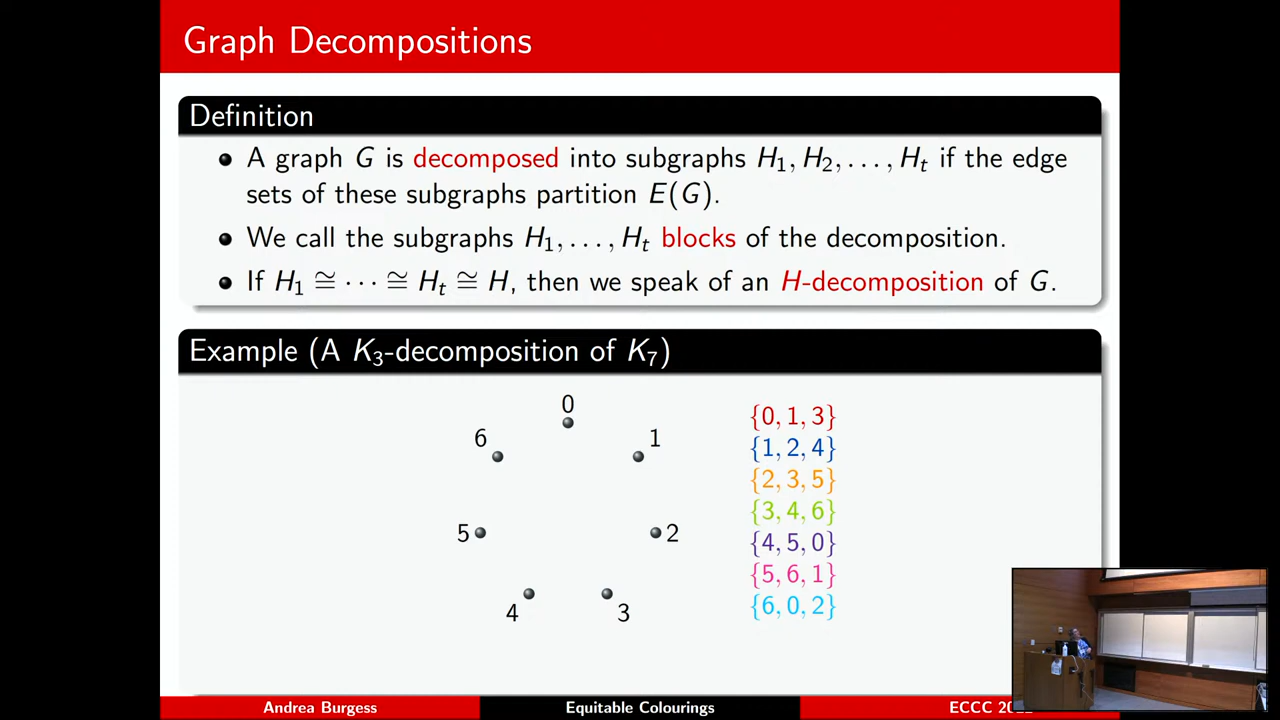 Graph Decompositions
Definition
A graph G is decomposed into subgraphs H₁, H₂, . . . , Hₜ if the edge
sets of these subgraphs partition E(G).
We call the subgraphs H₁, . . . , Hₜ blocks of the decomposition.
If H₁ ≅ · · · ≅ Hₜ ≅ H, then we speak of an H-decomposition of G.
Example (A K₃-decomposition of K₇)
0
6
1
5
2
4
3
{0, 1, 3}
{1, 2, 4}
{2, 3, 5}
{3, 4, 6}
{4, 5, 0}
{5, 6, 1}
{6, 0, 2}
Andrea Burgess
Equitable Colourings
ECCC